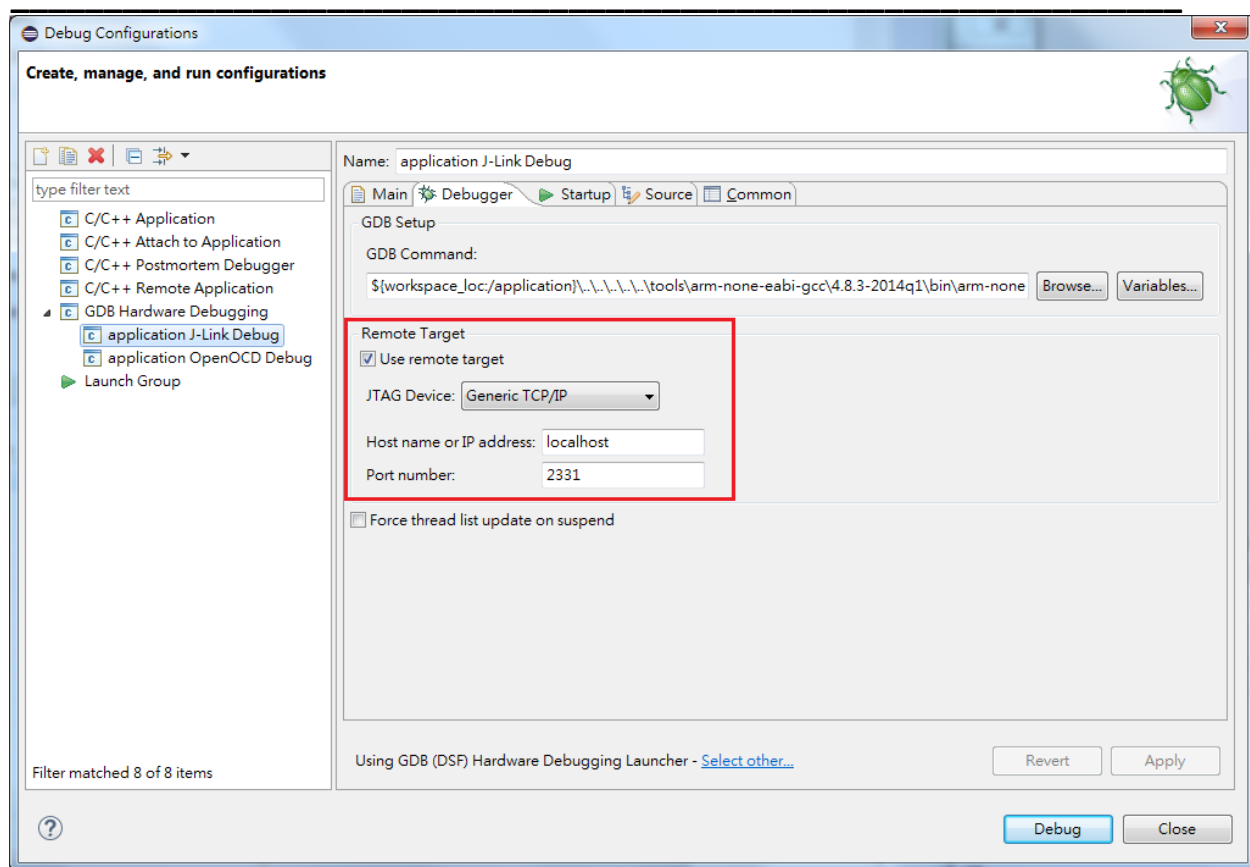 Debug Configurations
Create, manage, and run configurations
type filter text
C/C++ Application
C/C++ Attach to Application
C/C++ Postmortem Debugger
C/C++ Remote Application
GDB Hardware Debugging
application J-Link Debug
application OpenOCD Debug
Launch Group
Filter matched 8 of 8 items
Name: application J-Link Debug
Main Debugger Startup Source Common
GDB Setup
GDB Command:
${workspace_loc:/application}\..\..\..\..\..\tools\arm-none-eabi-gcc\4.8.3-2014q1\bin\arm-none Browse... Variables...
Remote Target
Use remote target
JTAG Device: Generic TCP/IP
Host name or IP address: localhost
Port number: 2331
Force thread list update on suspend
Using GDB (DSF) Hardware Debugging Launcher - Select other... Revert Apply
Debug Close